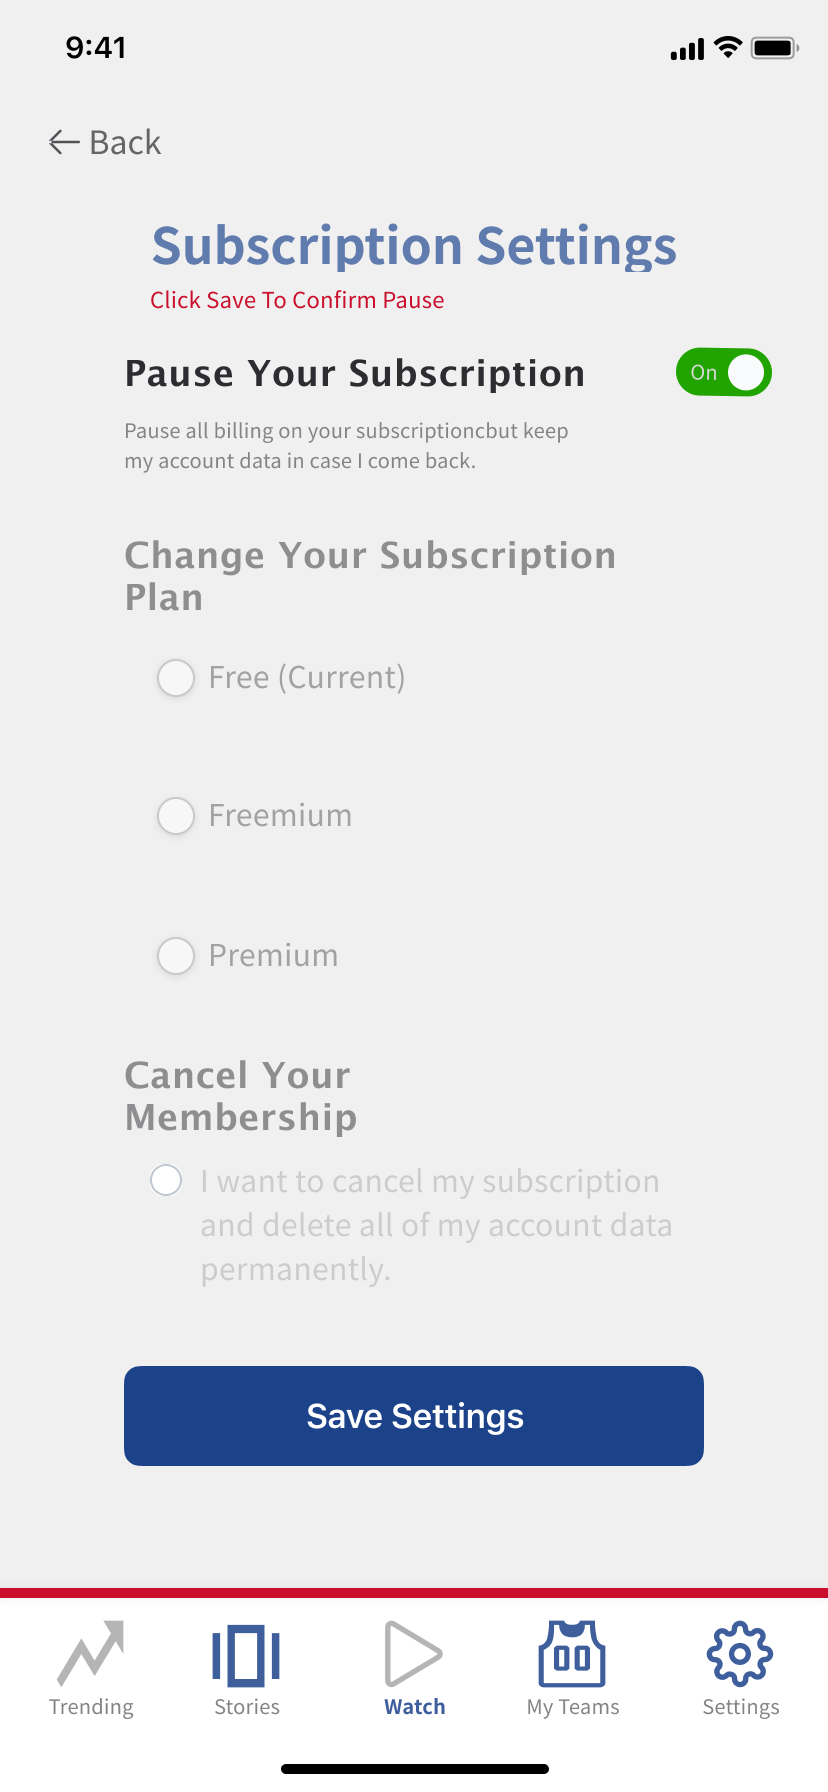 9:41
Back
Subscription Settings
Click Save To Confirm Pause
Pause Your Subscription
On
Pause all billing on your subscriptioncbut keep
my account data in case I come back.
Change Your Subscription
Plan
Free (Current)
Freemium
Premium
Cancel Your
Membership
I want to cancel my subscription
and delete all of my account data
permanently.
Save Settings
Trending
Stories
Watch
My Teams
Settings